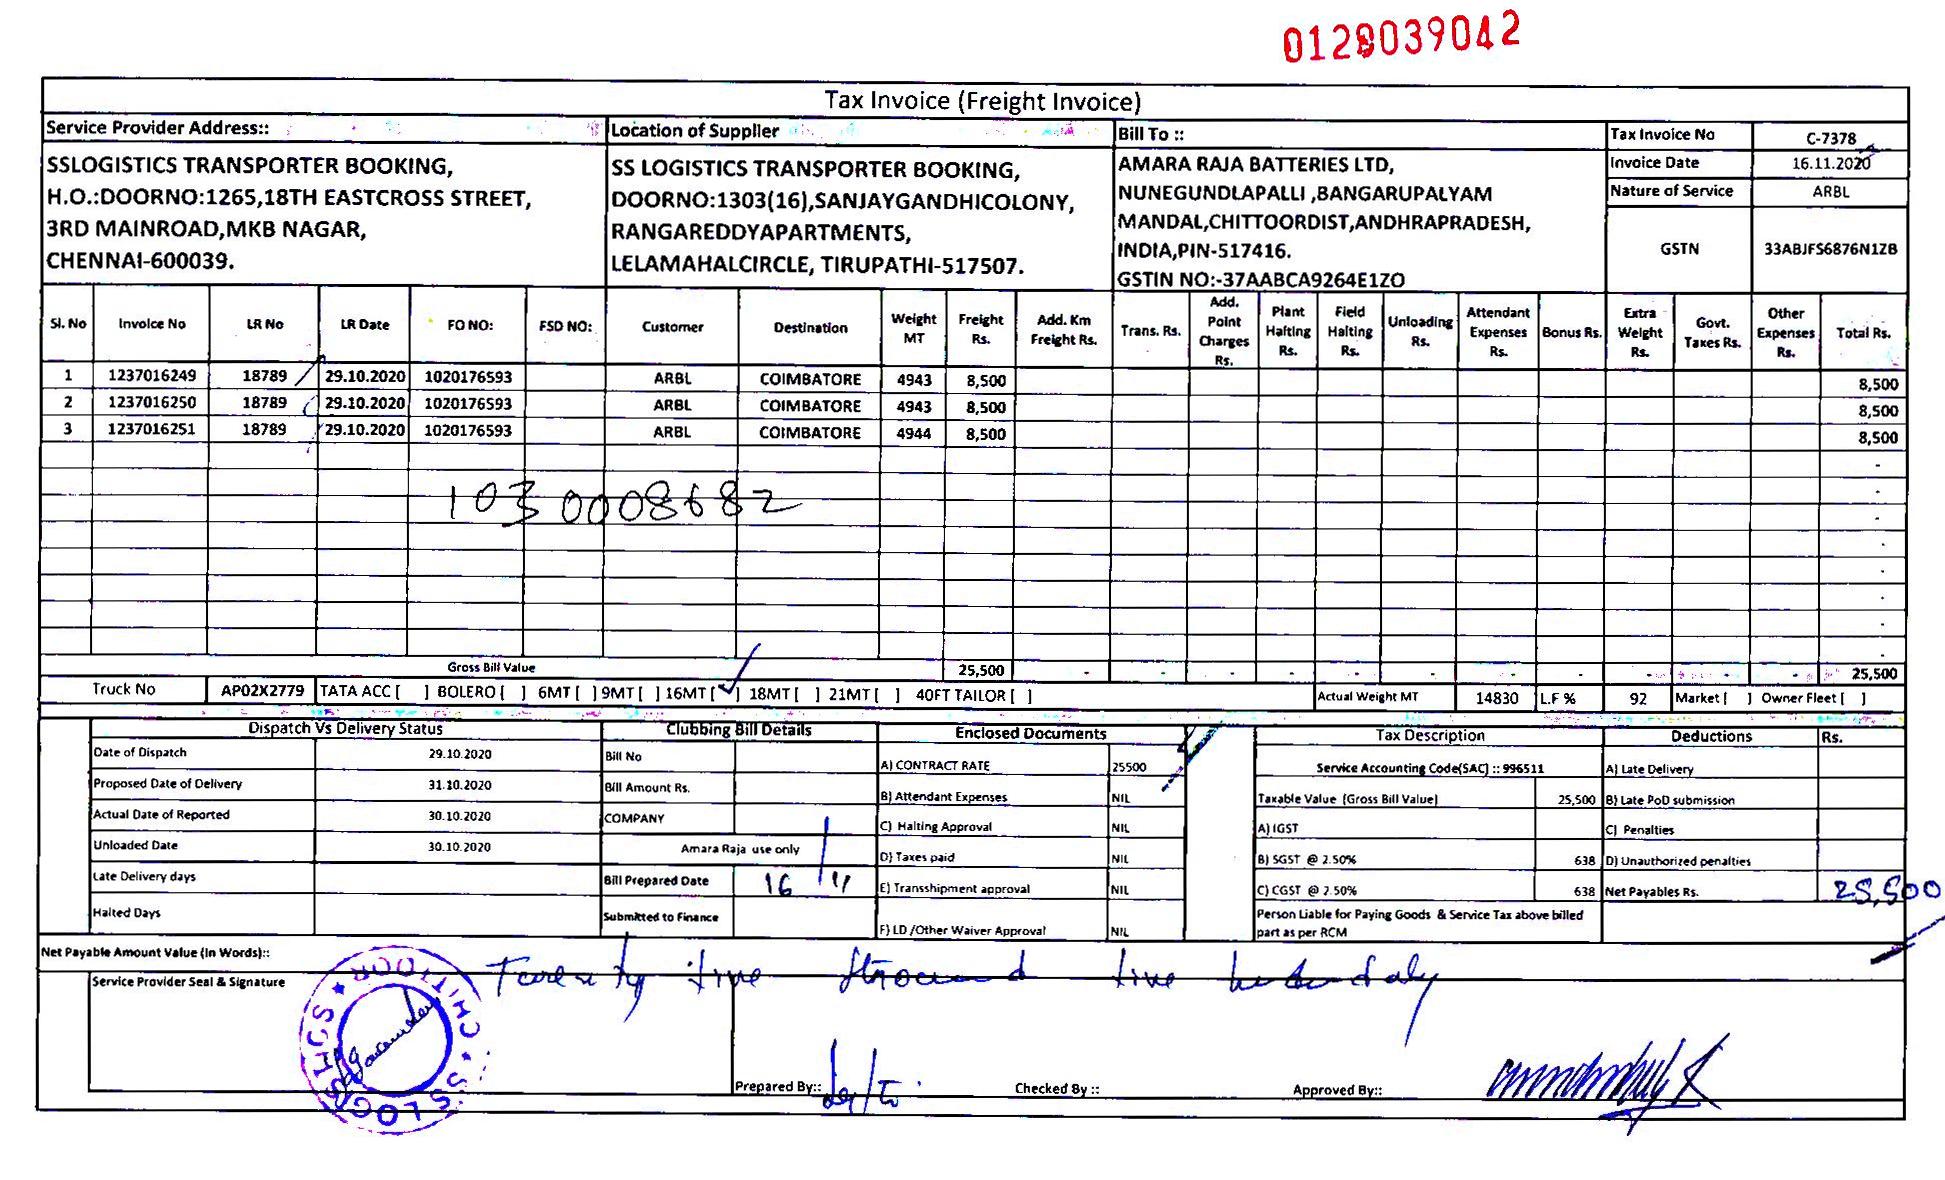 0128039042
Tax Invoice (Freight Invoice)
Service Provider Address::
SSLOGISTICS TRANSPORTER BOOKING,
H.O.:DOORNO:1265,18TH EASTCROSS STREET,
3RD MAINROAD,MKB NAGAR,
CHENNAI-600039.
Location of Supplier
SS LOGISTICS TRANSPORTER BOOKING,
DOORNO:1303(16),SANJAYGANDHICOLONY,
RANGAREDDYAPARTMENTS,
LELAMAHALCIRCLE, TIRUPATHI-517507.
Bill To ::
AMARA RAJA BATTERIES LTD,
NUNEGUNDLAPALLI ,BANGARUPALYAM
MANDAL,CHITTOORDIST,ANDHRAPRADESH,
INDIA,PIN-517416.
GSTIN NO:-37AABCA9264E1ZO
Tax Invoice No C-7378
Invoice Date 16.11.2020
Nature of Service ARBL
GSTN 33ABJFS6876N1ZB
Sl. No Invoice No LR No LR Date FO NO: FSD NO: Customer Destination Weight MT Freight Rs. Add. Km Freight Rs. Trans. Rs. Add. Point Charges Rs. Plant Halting Rs. Field Halting Rs. Unloading Rs. Attendant Expenses Rs. Bonus Rs. Extra Weight Rs. Govt. Taxes Rs. Other Expenses Rs. Total Rs.
1 1237016249 18789 29.10.2020 1020176593 ARBL COIMBATORE 4943 8,500 8,500
2 1237016250 18789 29.10.2020 1020176593 ARBL COIMBATORE 4943 8,500 8,500
3 1237016251 18789 29.10.2020 1020176593 ARBL COIMBATORE 4944 8,500 8,500
1030008682
Gross Bill Value 25,500 - - - - - - - - - - - 25,500
Truck No AP02X2779 TATA ACC [ ] BOLERO [ ] 6MT [ ] 9MT [ ] 16MT [✓] 18MT [ ] 21MT [ ] 40FT TAILOR [ ] Actual Weight MT 14830 L.F % 92 Market [ ] Owner Fleet [ ]
Dispatch Vs Delivery Status
Date of Dispatch 29.10.2020
Proposed Date of Delivery 31.10.2020
Actual Date of Reported 30.10.2020
Unloaded Date 30.10.2020
Late Delivery days
Halted Days
Clubbing Bill Details
Bill No
Bill Amount Rs.
COMPANY
Amara Raja use only
Bill Prepared Date 16/11
Submitted to Finance
Enclosed Documents
A) CONTRACT RATE 25500
B) Attendant Expenses NIL
C) Halting Approval NIL
D) Taxes paid NIL
E) Transshipment approval NIL
F) LD /Other Waiver Approval NIL
Tax Description
Service Accounting Code(SAC) :: 996511
Taxable Value (Gross Bill Value) 25,500
A) IGST
B) SGST @ 2.50% 638
C) CGST @ 2.50% 638
Person Liable for Paying Goods & Service Tax above billed
part as per RCM
Deductions Rs.
A) Late Delivery
B) Late PoD submission
C) Penalties
D) Unauthorized penalties
Net Payables Rs. 25,500
Net Payable Amount Value (In Words)::
Twenty five thousand five hundred only
Service Provider Seal & Signature
SS LOGISTICS ★ CHITTOOR ★
Prepared By::
Checked By ::
Approved By::